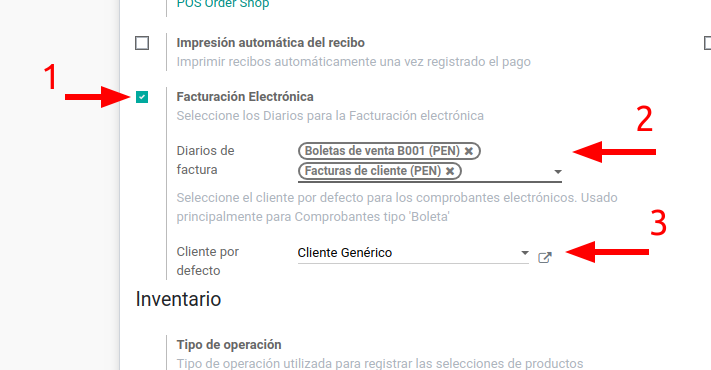 POS Order Shop
Impresión automática del recibo
Imprimir recibos automáticamente una vez registrado el pago
1
Facturación Electrónica
Seleccione los Diarios para la Facturación electrónica
2
Diarios de
factura
Boletas de venta B001 (PEN) ✖
Facturas de cliente (PEN) ✖
Seleccione el cliente por defecto para los comprobantes electrónicos. Usado
principalmente para Comprobantes tipo 'Boleta'
3
Cliente por
defecto
Cliente Genérico
Inventario
Tipo de operación
Tipo de operación utilizada para registrar las selecciones de productos